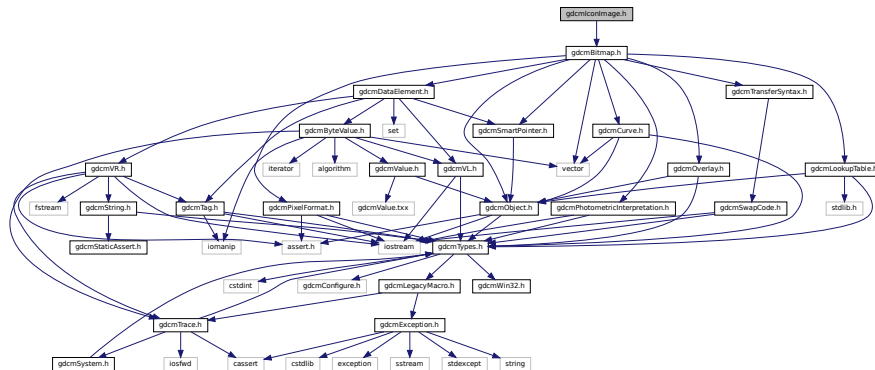 gdcmIconImage.h
gdcmBitmap.h
gdcmDataElement.h
gdcmTransferSyntax.h
gdcmByteValue.h
set
gdcmSmartPointer.h
gdcmCurve.h
gdcmVR.h
iterator
algorithm
gdcmValue.h
gdcmVL.h
vector
gdcmOverlay.h
gdcmLookupTable.h
fstream
gdcmString.h
gdcmTag.h
gdcmPixelFormat.h
gdcmValue.txx
gdcmObject.h
gdcmPhotometricInterpretation.h
gdcmSwapCode.h
stdlib.h
gdcmStaticAssert.h
iomanip
assert.h
iostream
gdcmTypes.h
cstdint
gdcmConfigure.h
gdcmLegacyMacro.h
gdcmWin32.h
gdcmTrace.h
gdcmException.h
gdcmSystem.h
iosfwd
cassert
cstdlib
exception
sstream
stdexcept
string